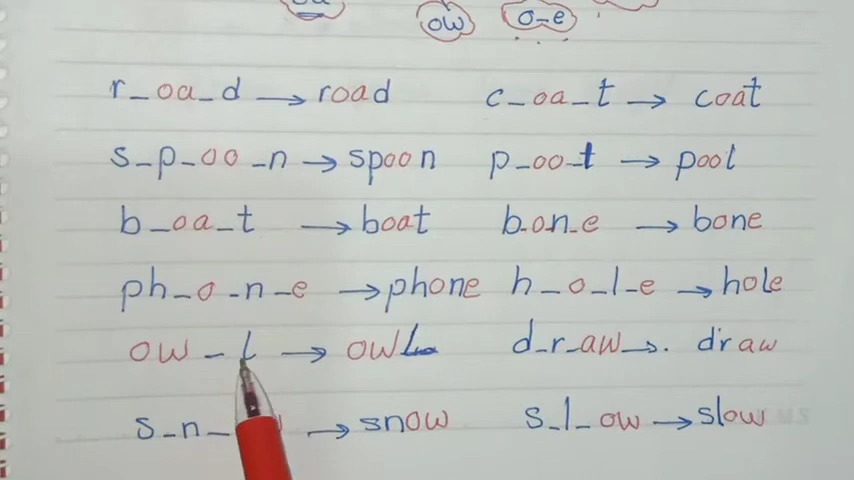 ow o_e
r_oa_d → road c_oa_t → coat
s_p_oo_n → spoon p_oo_t → pool
b_oa_t → boat b_o_n_e → bone
ph_o_n_e → phone h_o_l_e → hole
ow_l → owl d_r_aw → draw
s_n_ → snow s_l_ow → slow